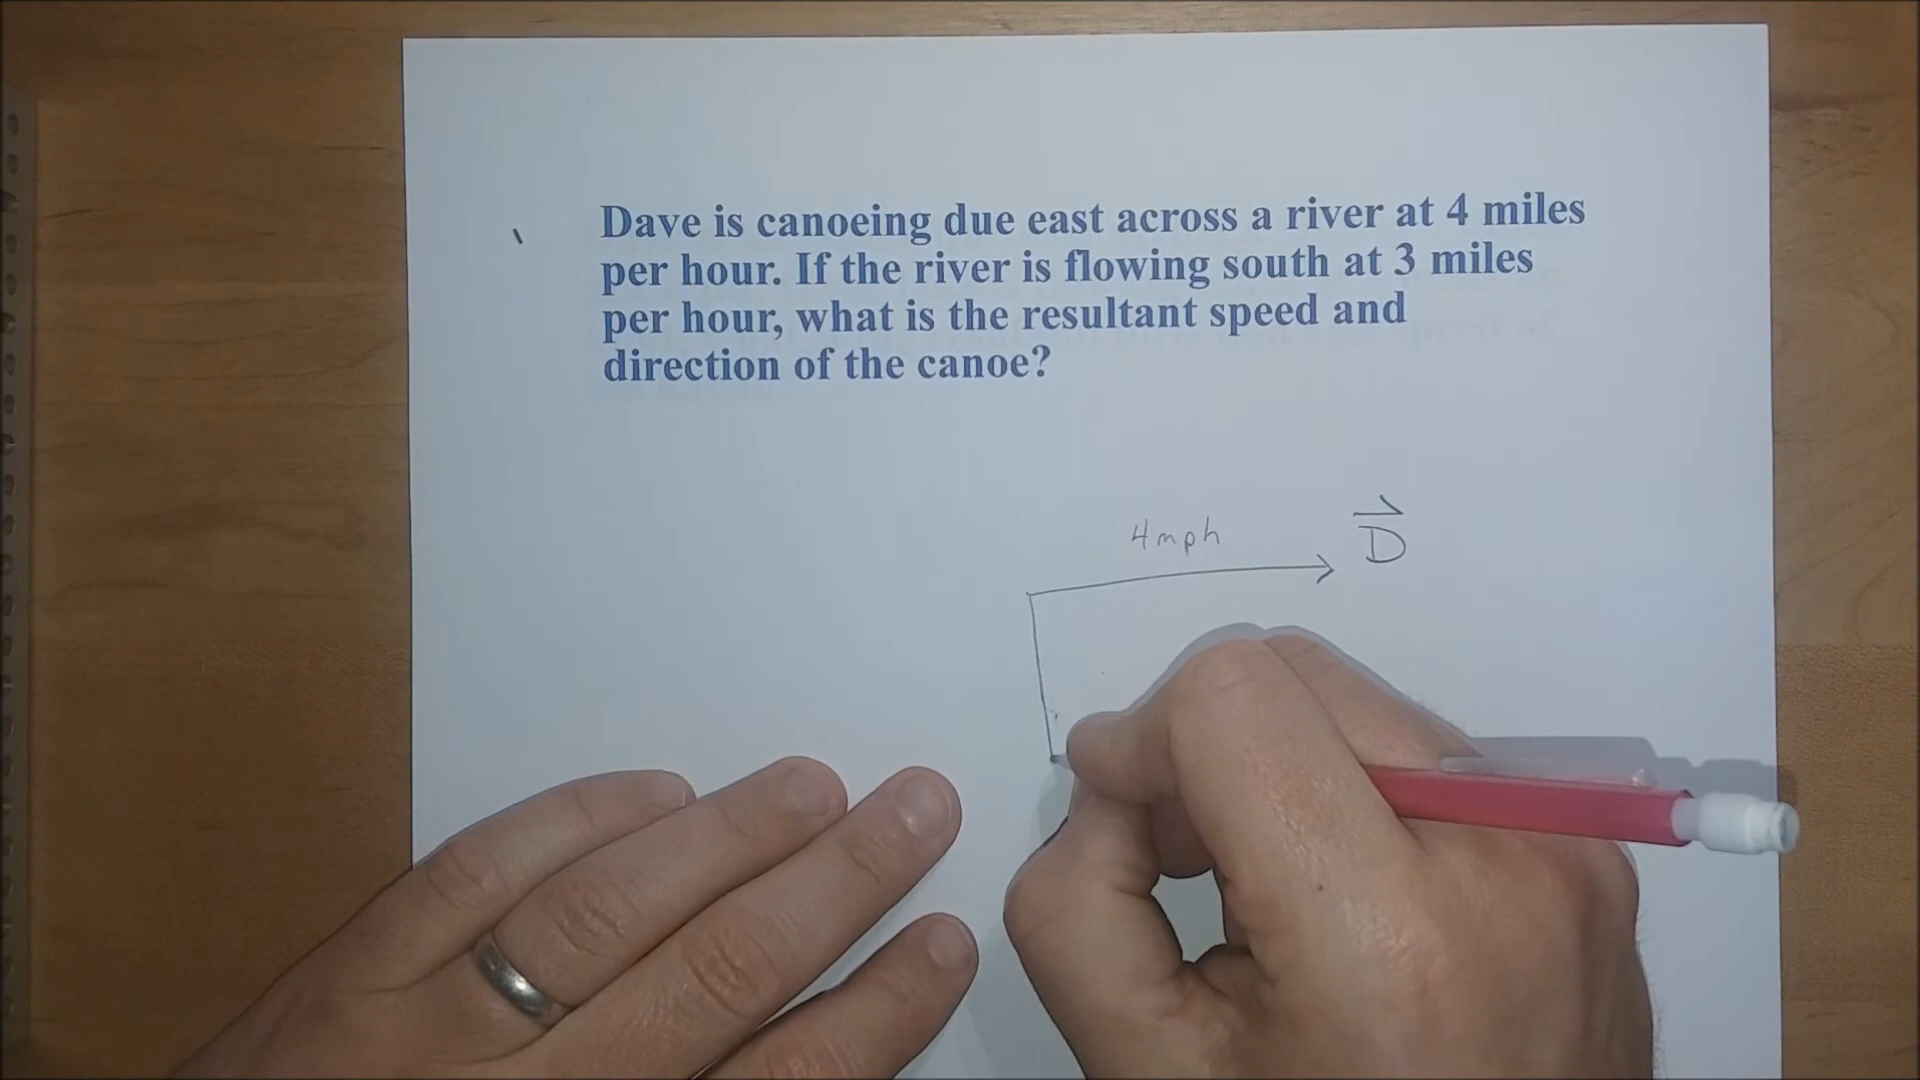 Dave is canoeing due east across a river at 4 miles
per hour. If the river is flowing south at 3 miles
per hour, what is the resultant speed and
direction of the canoe?
4mph
D